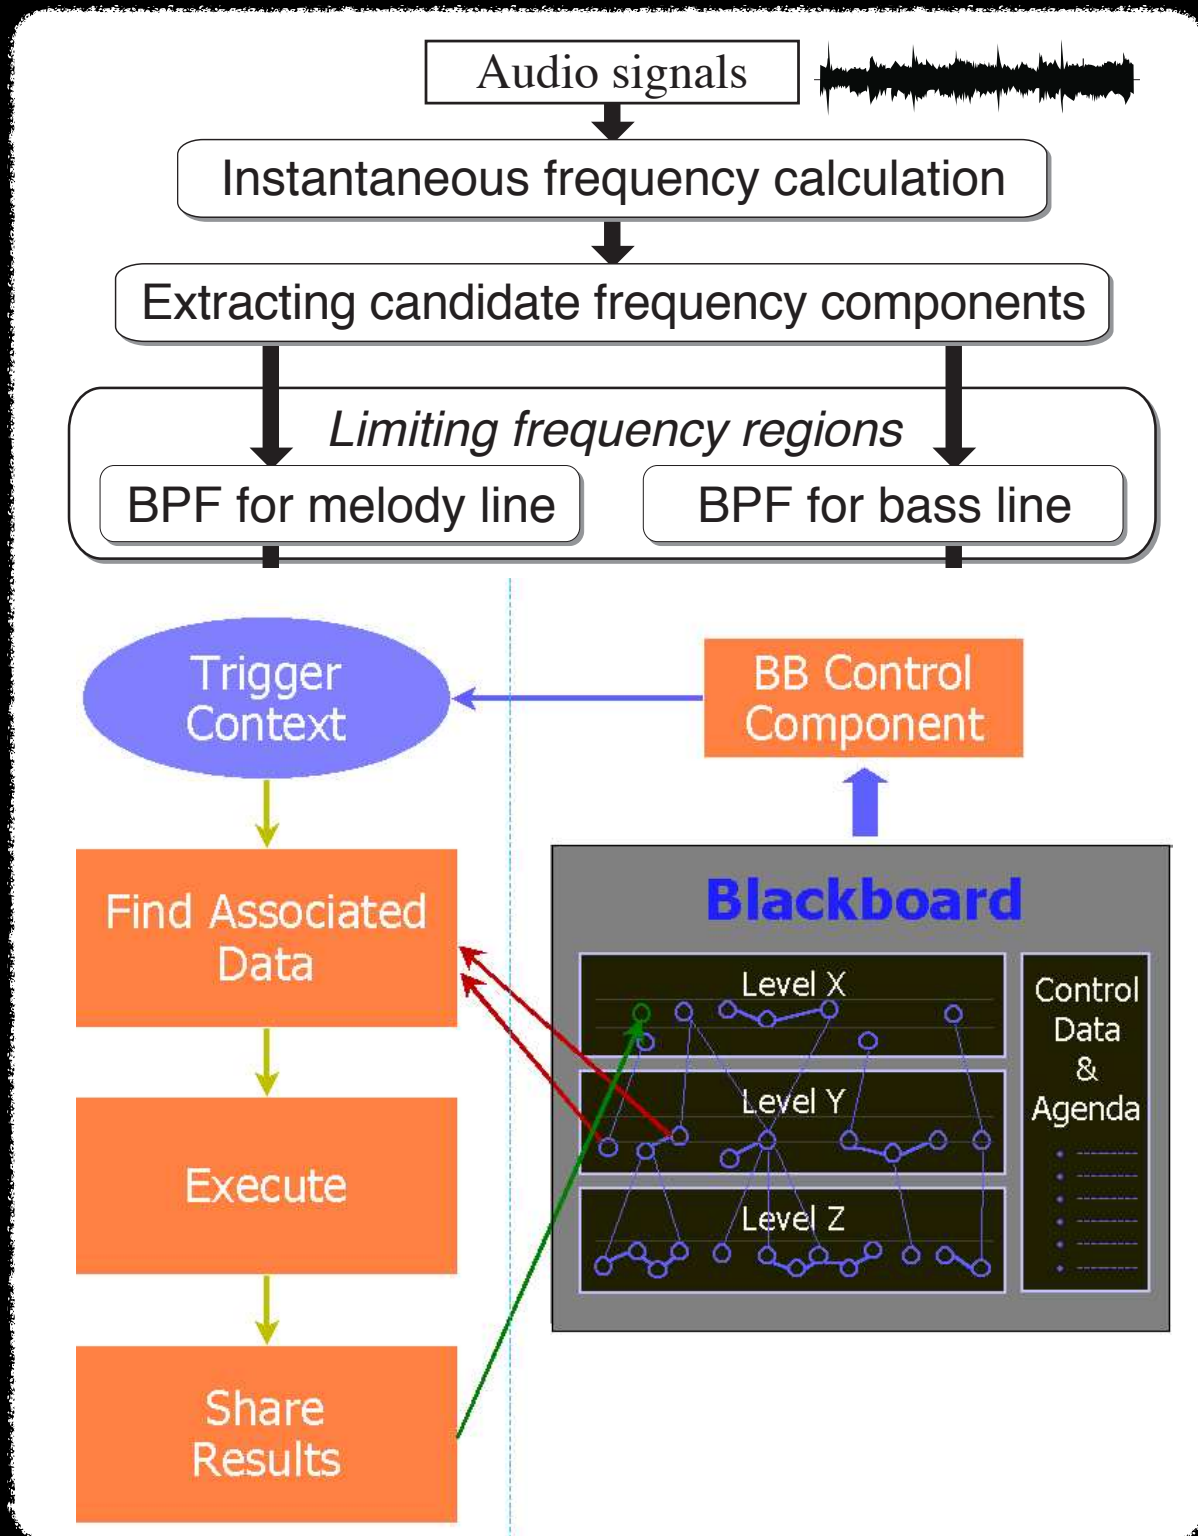 Audio signals
Instantaneous frequency calculation
Extracting candidate frequency components
Limiting frequency regions
BPF for melody line
BPF for bass line
Trigger
Context
BB Control
Component
Find Associated
Data
Blackboard
Level X
Control
Data
&
Agenda
Level Y
Execute
Level Z
Share
Results